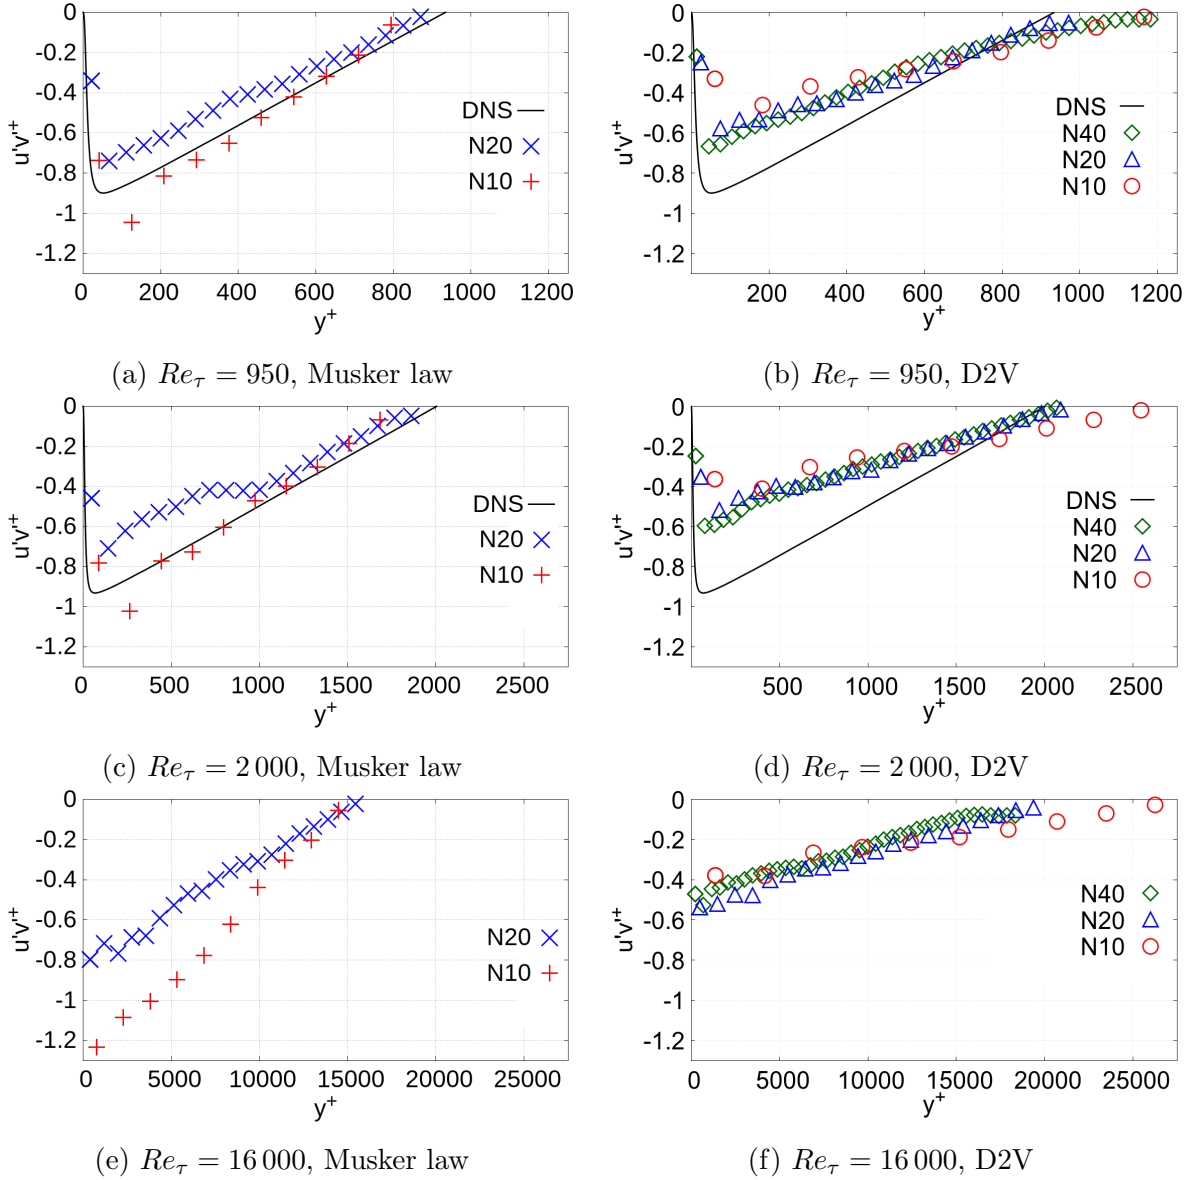 0
-0.2
-0.4
-0.6
-0.8
-1
-1.2
u'v'+
DNS
N20
N10
0 200 400 600 800 1000 1200
y+
(a) Reτ = 950, Musker law
0
-0.2
-0.4
-0.6
-0.8
-1
-1.2
u'v'+
DNS
N40
N20
N10
200 400 600 800 1000 1200
y+
(b) Reτ = 950, D2V
0
-0.2
-0.4
-0.6
-0.8
-1
-1.2
u'v'+
DNS
N20
N10
0 500 1000 1500 2000 2500
y+
(c) Reτ = 2 000, Musker law
0
-0.2
-0.4
-0.6
-0.8
-1
-1.2
u'v'+
DNS
N40
N20
N10
500 1000 1500 2000 2500
y+
(d) Reτ = 2 000, D2V
0
-0.2
-0.4
-0.6
-0.8
-1
-1.2
u'v'+
N20
N10
0 5000 10000 15000 20000 25000
y+
(e) Reτ = 16 000, Musker law
0
-0.2
-0.4
-0.6
-0.8
-1
-1.2
u'v'+
N40
N20
N10
0 5000 10000 15000 20000 25000
y+
(f) Reτ = 16 000, D2V